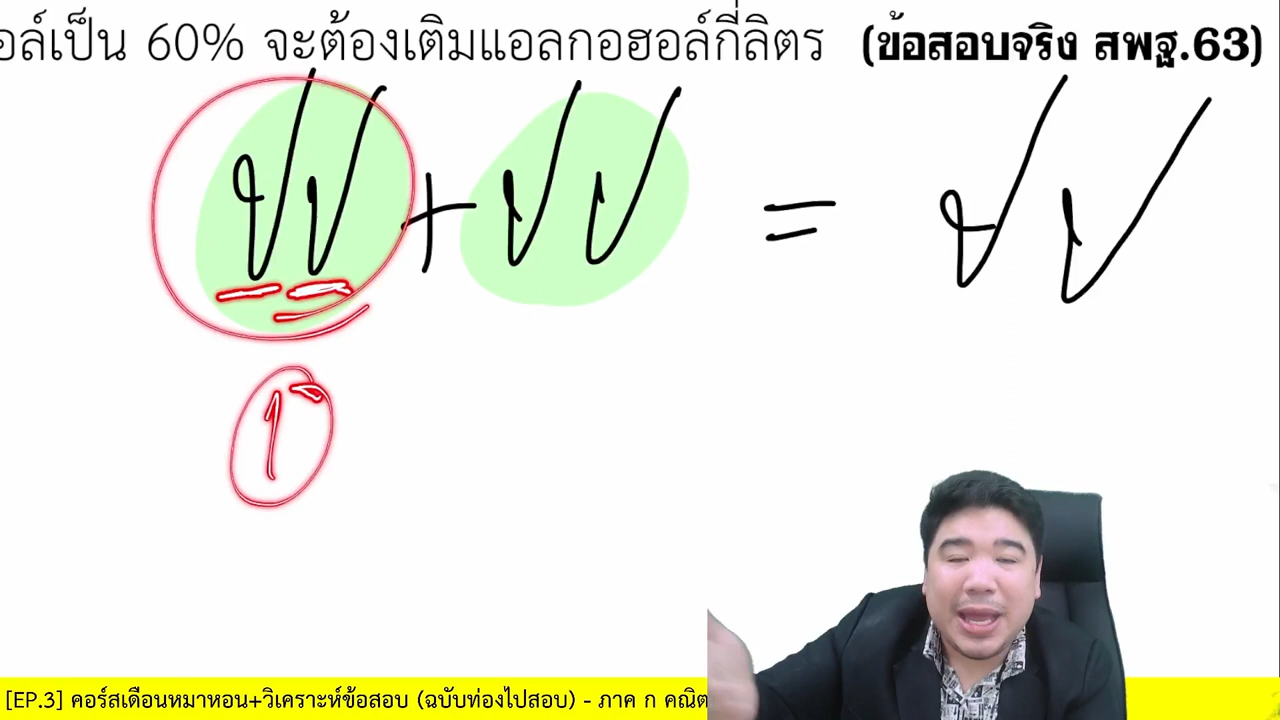 อล์เป็น 60% จะต้องเติมแอลกอฮอล์กี่ลิตร (ข้อสอบจริง สพฐ.63)
ปป + ปป = ปป
[EP.3] คอร์สเดือนหมาหอน+วิเคราะห์ข้อสอบ (ฉบับท่องไปสอบ) - ภาค ก คณิต